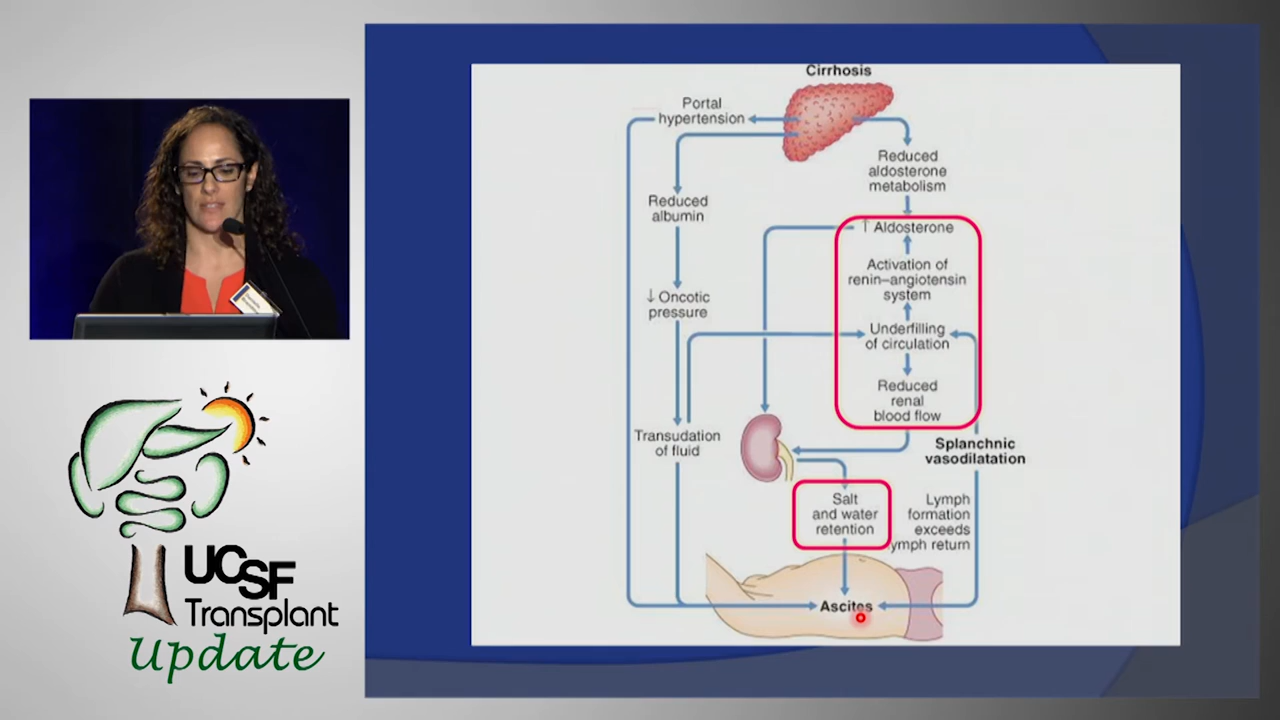 Cirrhosis
Portal
hypertension
Reduced
aldosterone
metabolism
Reduced
albumin
↑ Aldosterone
Activation of
renin–angiotensin
system
↓ Oncotic
pressure
Underfilling
of circulation
Reduced
renal
blood flow
Transudation
of fluid
Splanchnic
vasodilatation
Salt
and water
retention
Lymph
formation
exceeds
lymph return
Ascites
UCSF
Transplant
Update